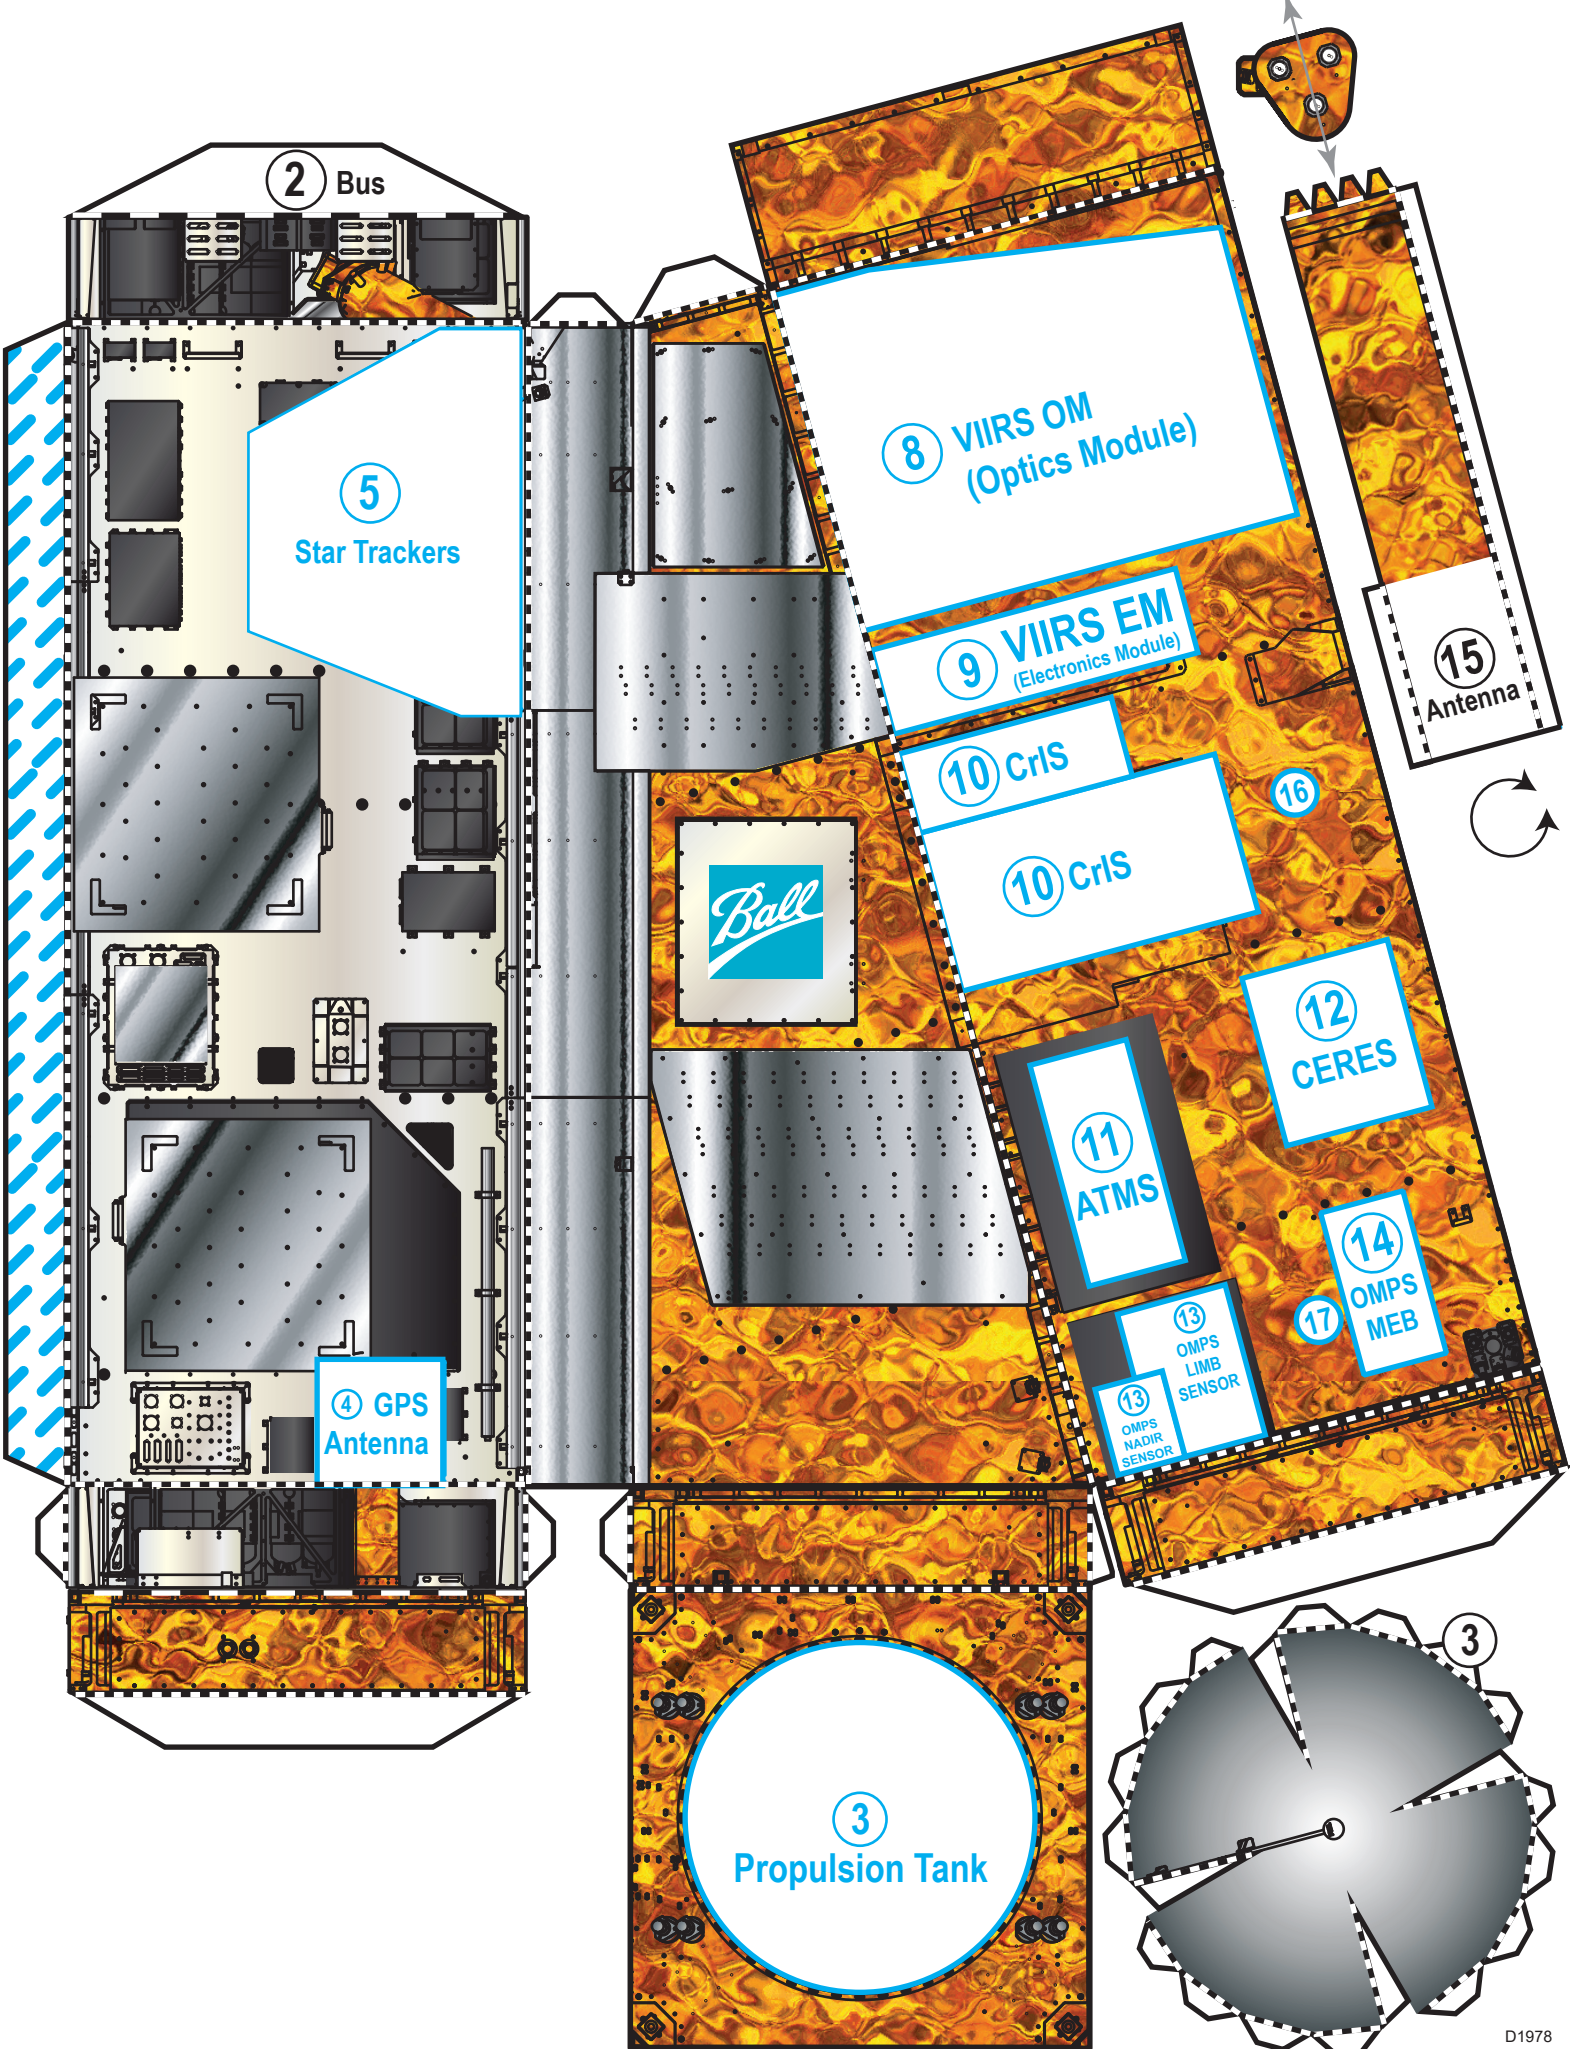 2 Bus
5
Star Trackers
8 VIIRS OM
(Optics Module)
9 VIIRS EM
(Electronics Module)
10 CrIS
10 CrIS
16
15
Antenna
Ball
12
CERES
11
ATMS
14
OMPS
MEB
17
13
OMPS
LIMB
SENSOR
13
OMPS
NADIR
SENSOR
4 GPS
Antenna
3
Propulsion Tank
3
D1978